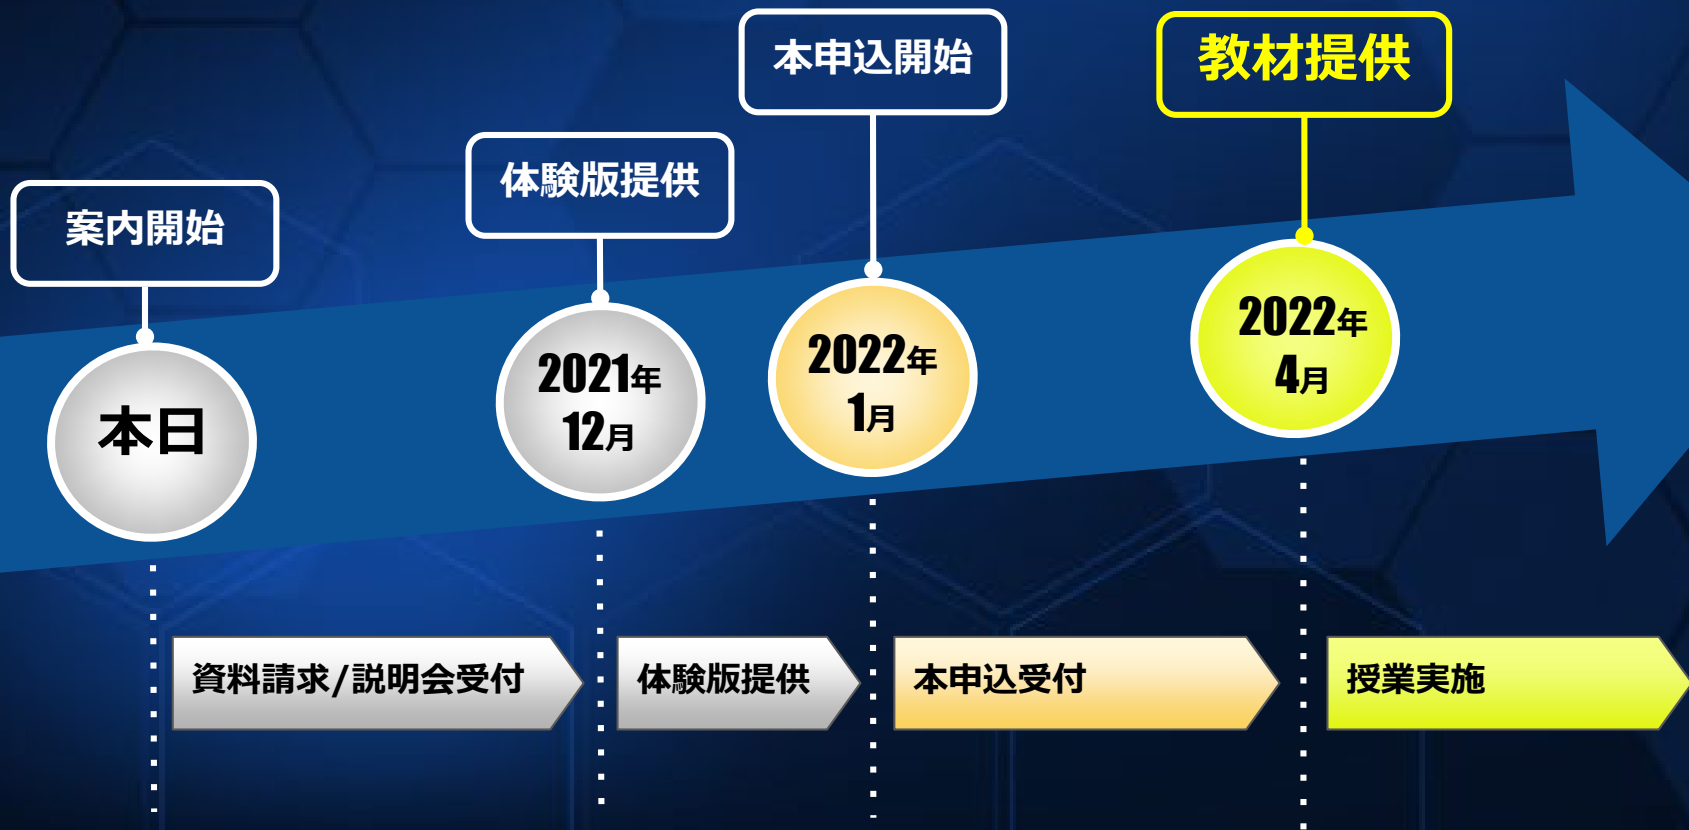 案内開始
本日
体験版提供
2021年
12月
本申込開始
2022年
1月
教材提供
2022年
4月
資料請求/説明会受付
体験版提供
本申込受付
授業実施